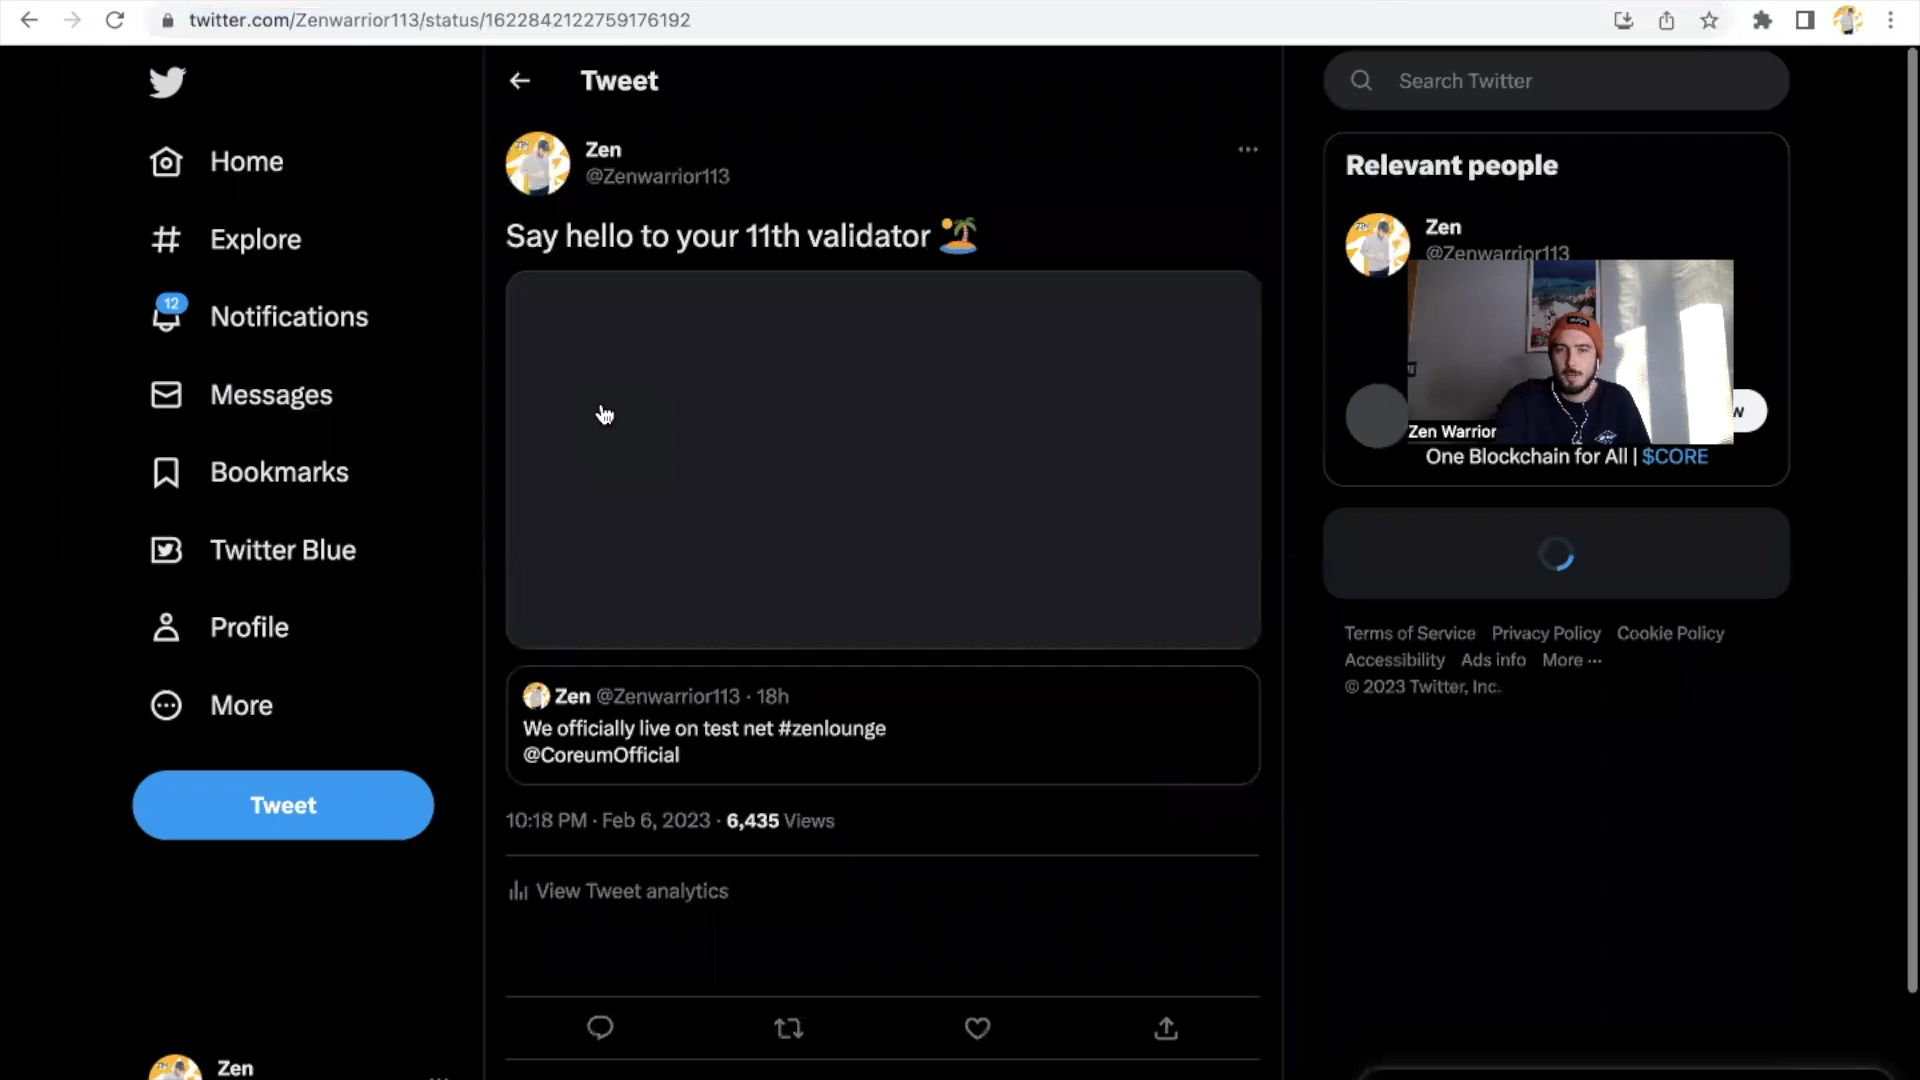 twitter.com/Zenwarrior113/status/1622842122759176192
Tweet
Search Twitter
Home
Explore
12
Notifications
Messages
Bookmarks
Twitter Blue
Profile
More
Tweet
Zen
Zen
@Zenwarrior113
Say hello to your 11th validator
Zen @Zenwarrior113 · 18h
We officially live on test net #zenlounge
@CoreumOfficial
10:18 PM · Feb 6, 2023 · 6,435 Views
View Tweet analytics
Relevant people
Zen
@Zenwarrior113
Zen Warrior
One Blockchain for All | $CORE
Terms of Service Privacy Policy Cookie Policy
Accessibility Ads info More ...
© 2023 Twitter, Inc.